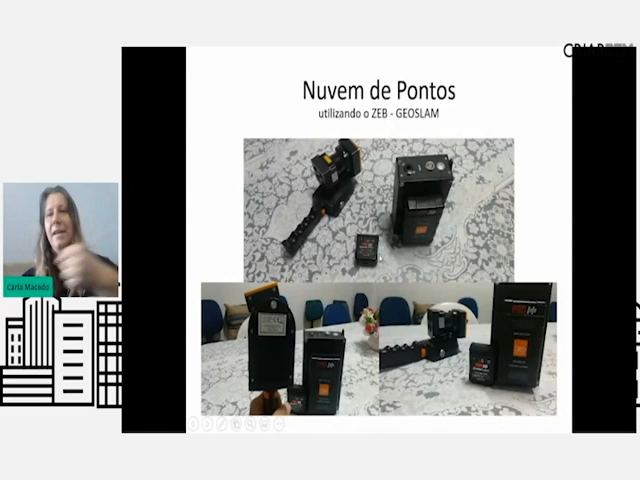 Nuvem de Pontos
utilizando o ZEB - GEOSLAM
Carla Macedo